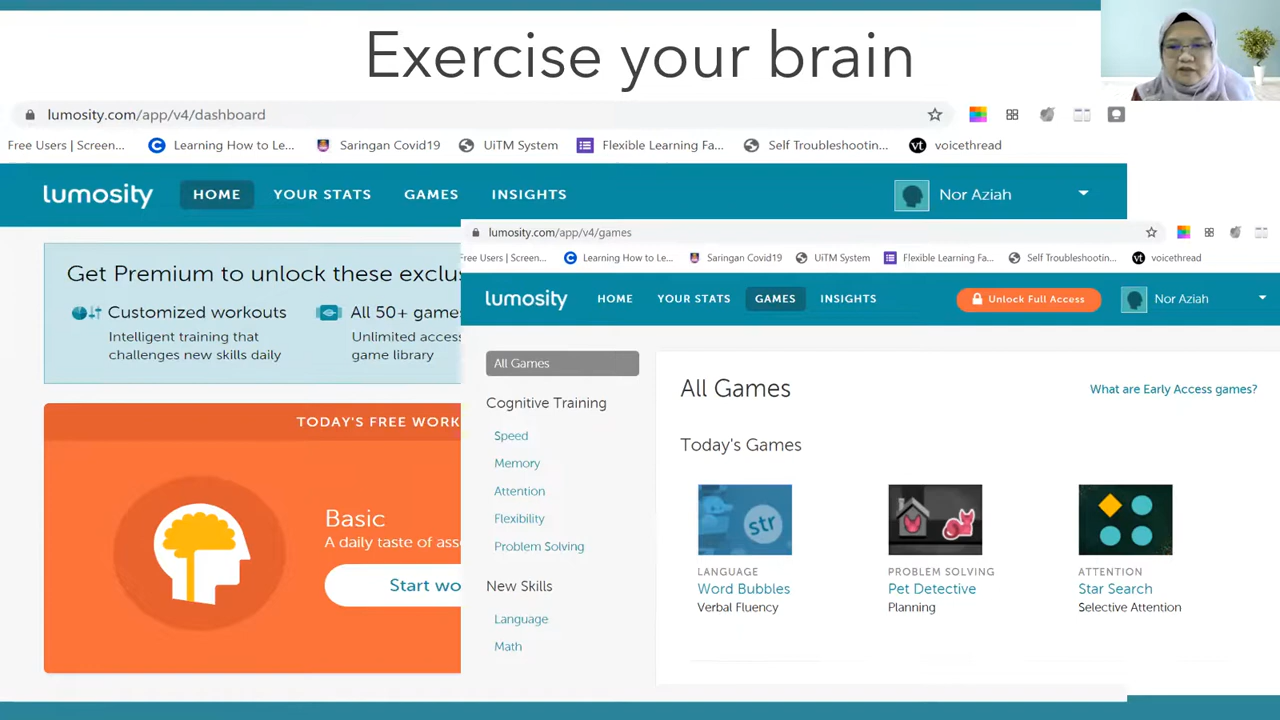 Exercise your brain
lumosity.com/app/v4/dashboard
Free Users | Screen... Learning How to Le... Saringan Covid19 UiTM System Flexible Learning Fa... Self Troubleshootin... voicethread
lumosity HOME YOUR STATS GAMES INSIGHTS Nor Aziah
Get Premium to unlock these exclu
Customized workouts
Intelligent training that
challenges new skills daily
All 50+ game
Unlimited access
game library
TODAY'S FREE WORK
Basic
A daily taste of asse
Start wo
lumosity.com/app/v4/games
Free Users | Screen... Learning How to Le... Saringan Covid19 UiTM System Flexible Learning Fa... Self Troubleshootin... voicethread
lumosity HOME YOUR STATS GAMES INSIGHTS Unlock Full Access Nor Aziah
All Games
Cognitive Training
Speed
Memory
Attention
Flexibility
Problem Solving
New Skills
Language
Math
All Games
What are Early Access games?
Today's Games
str
LANGUAGE
Word Bubbles
Verbal Fluency
PROBLEM SOLVING
Pet Detective
Planning
ATTENTION
Star Search
Selective Attention